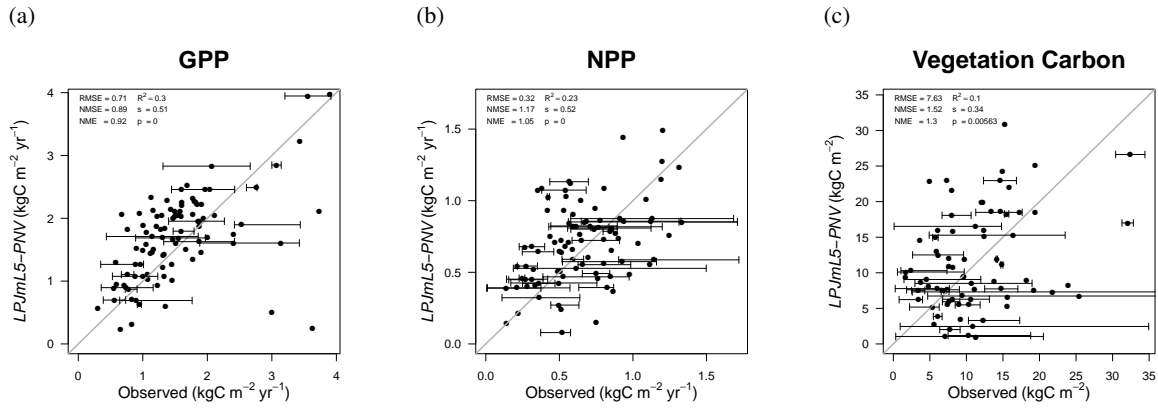 (a)
GPP
RMSE = 0.71 R² = 0.3
NMSE = 0.89 s = 0.51
NME = 0.92 p = 0
4
3
2
1
0
LPJmL5−PNV (kgC m−2 yr−1)
0 1 2 3 4
Observed (kgC m−2 yr−1)
(b)
NPP
RMSE = 0.32 R² = 0.23
NMSE = 1.17 s = 0.52
NME = 1.05 p = 0
1.5
1.0
0.5
0.0
LPJmL5−PNV (kgC m−2 yr−1)
0.0 0.5 1.0 1.5
Observed (kgC m−2 yr−1)
(c)
Vegetation Carbon
RMSE = 7.63 R² = 0.1
NMSE = 1.52 s = 0.34
NME = 1.3 p = 0.00563
35
30
25
20
15
10
5
0
LPJmL5−PNV (kgC m−2)
0 5 10 15 20 25 30 35
Observed (kgC m−2)